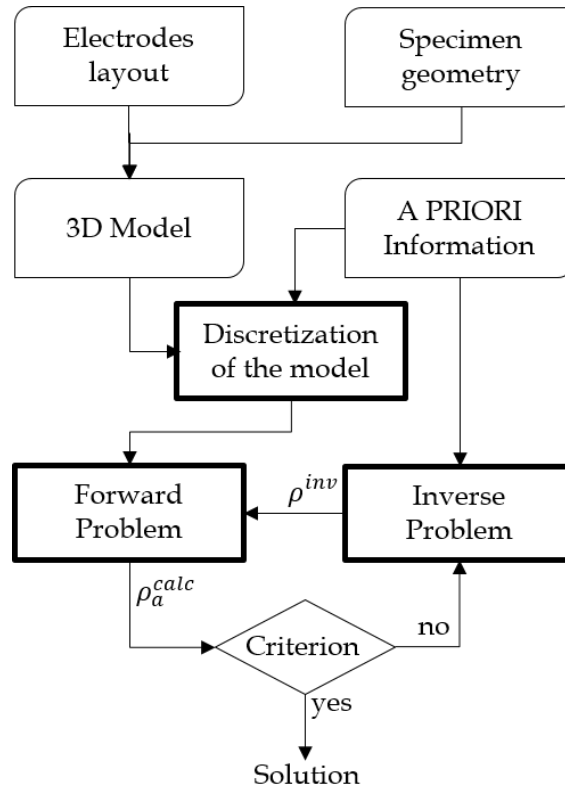 Electrodes
layout
Specimen
geometry
3D Model
A PRIORI
Information
Discretization
of the model
Forward
Problem
ρ^{inv}
Inverse
Problem
ρ_a^{calc}
Criterion
no
yes
Solution